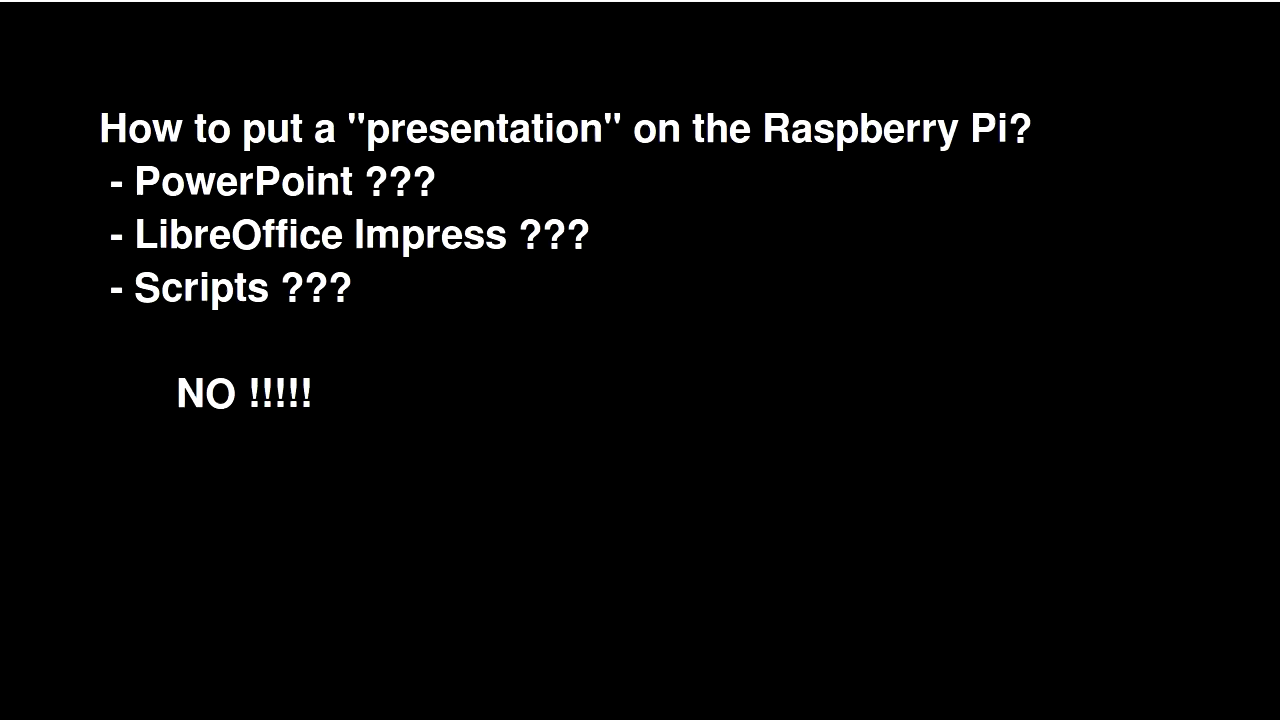 How to put a "presentation" on the Raspberry Pi?
- PowerPoint ???
- LibreOffice Impress ???
- Scripts ???
NO !!!!!